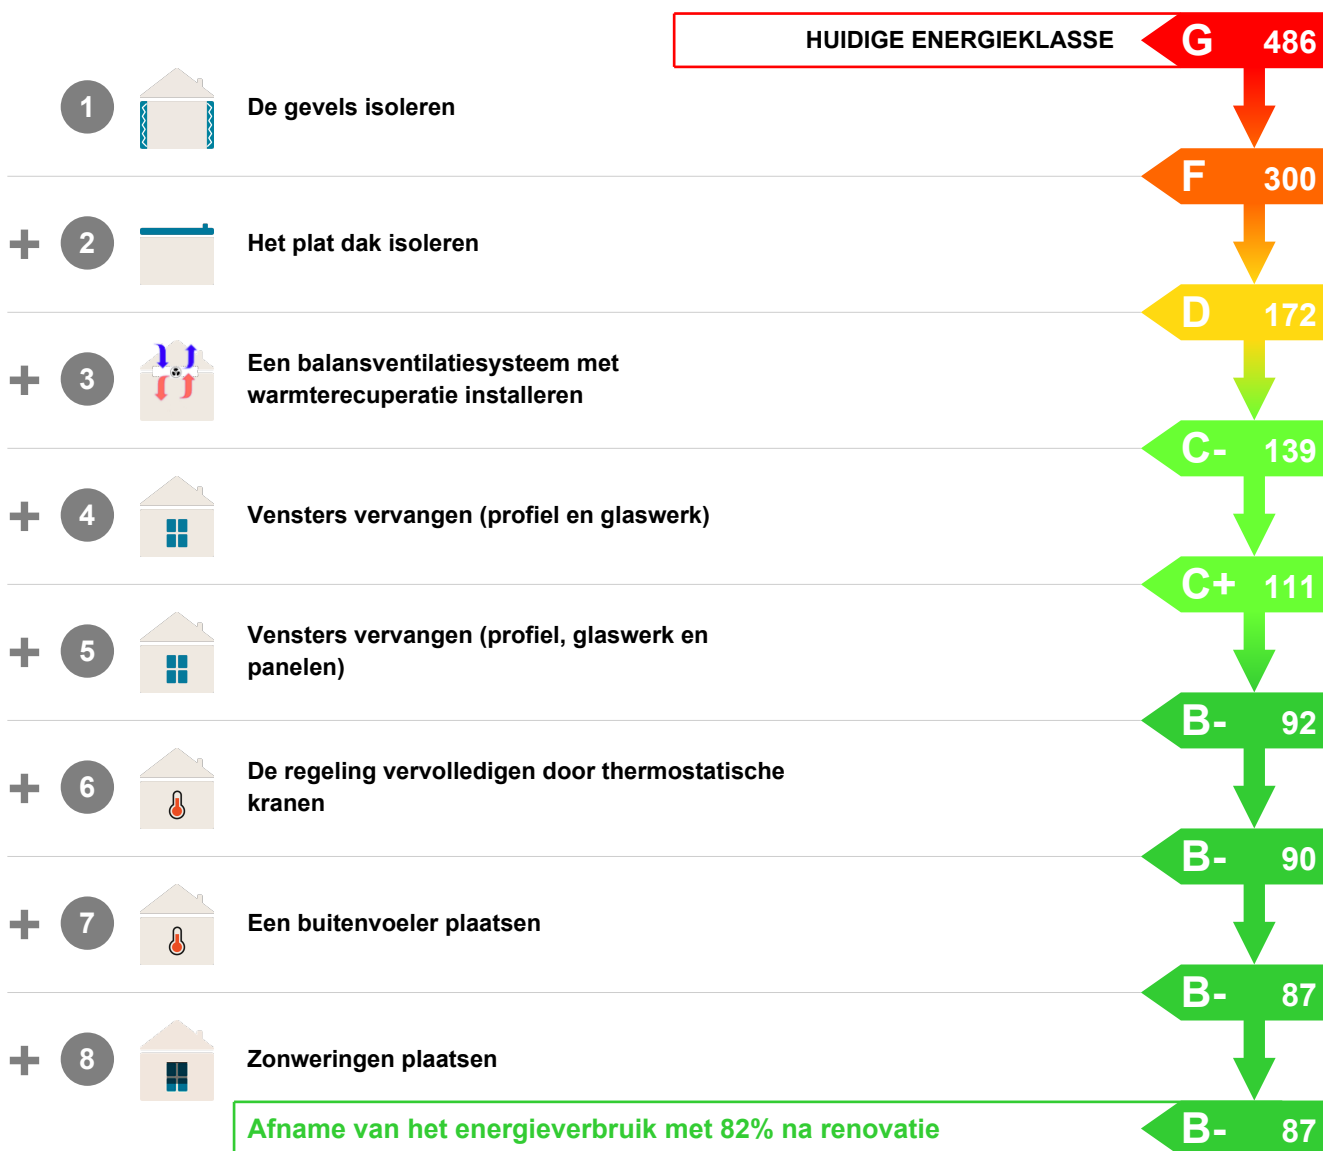 HUIDIGE ENERGIEKLASSE G 486
1 De gevels isoleren
F 300
+ 2 Het plat dak isoleren
D 172
+ 3 Een balansventilatiesysteem met
warmterecuperatie installeren
C- 139
+ 4 Vensters vervangen (profiel en glaswerk)
C+ 111
+ 5 Vensters vervangen (profiel, glaswerk en
panelen)
B- 92
+ 6 De regeling vervolledigen door thermostatische
kranen
B- 90
+ 7 Een buitenvoeler plaatsen
B- 87
+ 8 Zonweringen plaatsen
Afname van het energieverbruik met 82% na renovatie B- 87